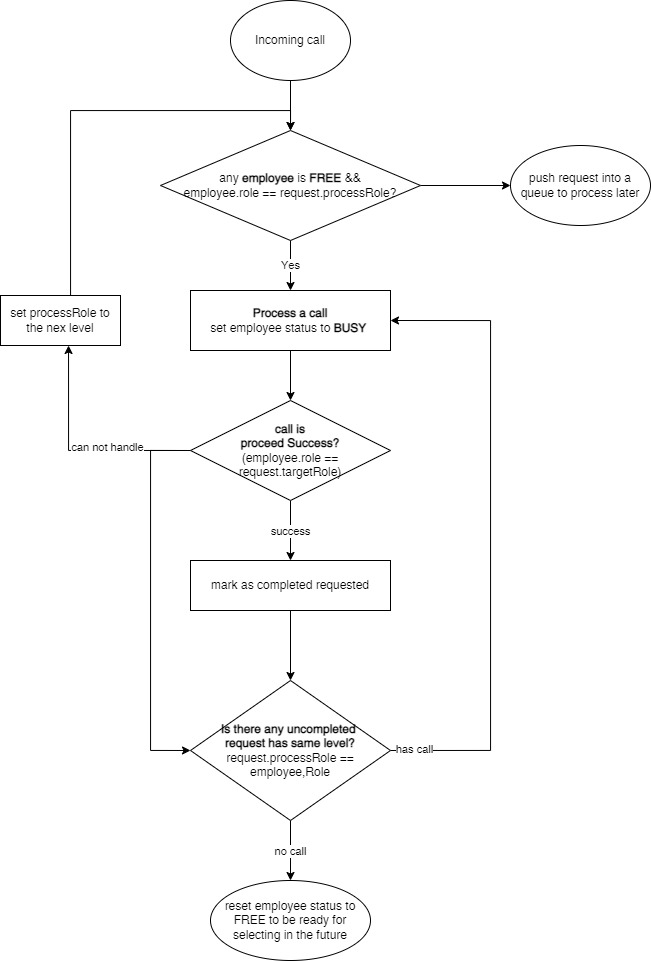 Incoming call
any employee is FREE &&
employee.role == request.processRole?
push request into a
queue to process later
Yes
set processRole to
the nex level
Process a call
set employee status to BUSY
call is
proceed Success?
(employee.role ==
request.targetRole)
can not handle
success
mark as completed requested
Is there any uncompleted
request has same level?
request.processRole ==
employee,Role
has call
no call
reset employee status to
FREE to be ready for
selecting in the future